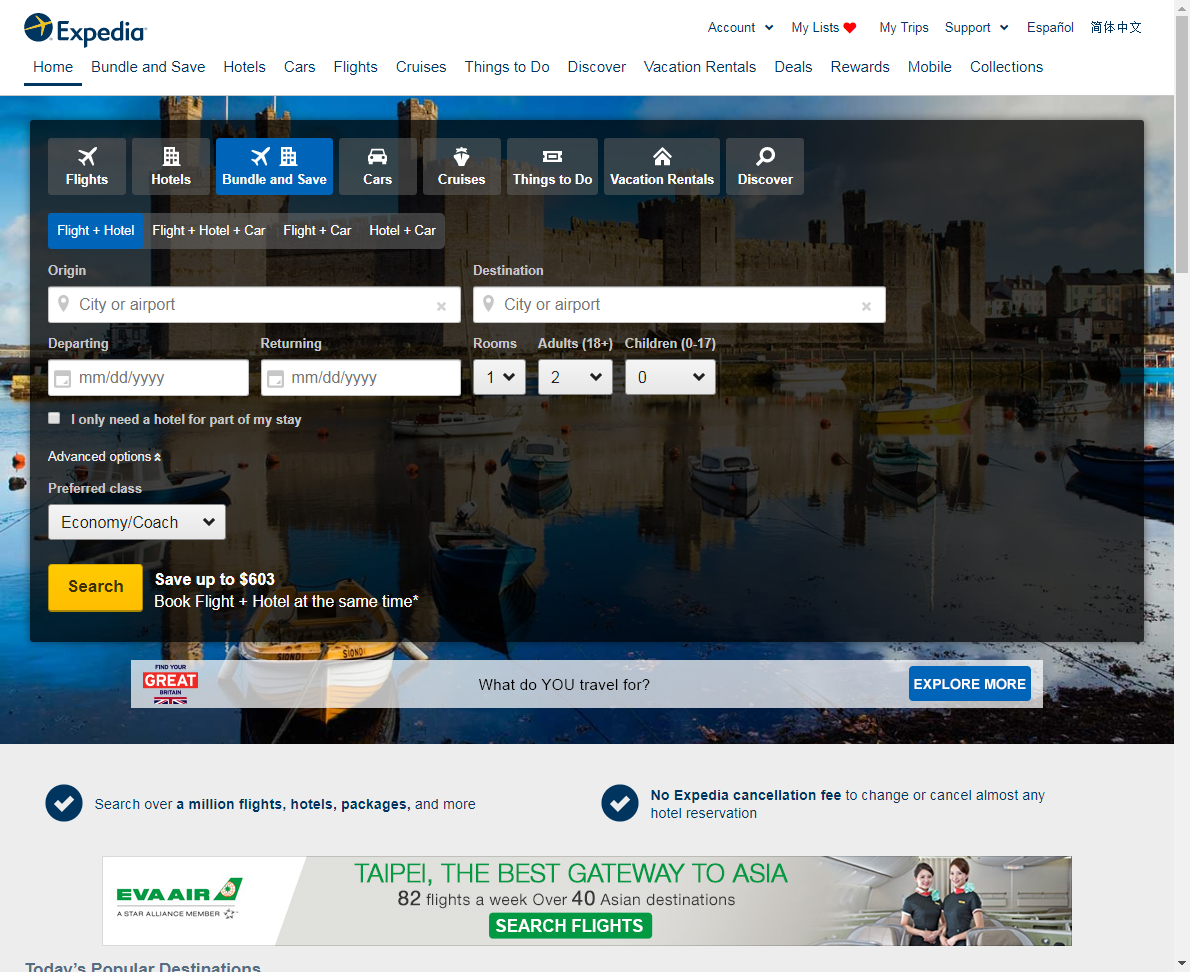 Expedia
Account
My Lists
My Trips
Support
Español
简体中文
Home
Bundle and Save
Hotels
Cars
Flights
Cruises
Things to Do
Discover
Vacation Rentals
Deals
Rewards
Mobile
Collections
Flights
Hotels
Bundle and Save
Cars
Cruises
Things to Do
Vacation Rentals
Discover
Flight + Hotel
Flight + Hotel + Car
Flight + Car
Hotel + Car
Origin
Destination
City or airport
City or airport
Departing
Returning
Rooms
Adults (18+)
Children (0-17)
mm/dd/yyyy
mm/dd/yyyy
1
2
0
I only need a hotel for part of my stay
Advanced options
Preferred class
Economy/Coach
Search
Save up to $603
Book Flight + Hotel at the same time*
SIONED
FIND YOUR
GREAT
BRITAIN
What do YOU travel for?
EXPLORE MORE
Search over a million flights, hotels, packages, and more
No Expedia cancellation fee to change or cancel almost any
hotel reservation
EVA AIR
A STAR ALLIANCE MEMBER
TAIPEI, THE BEST GATEWAY TO ASIA
82 flights a week Over 40 Asian destinations
SEARCH FLIGHTS
Today's Popular Destinations